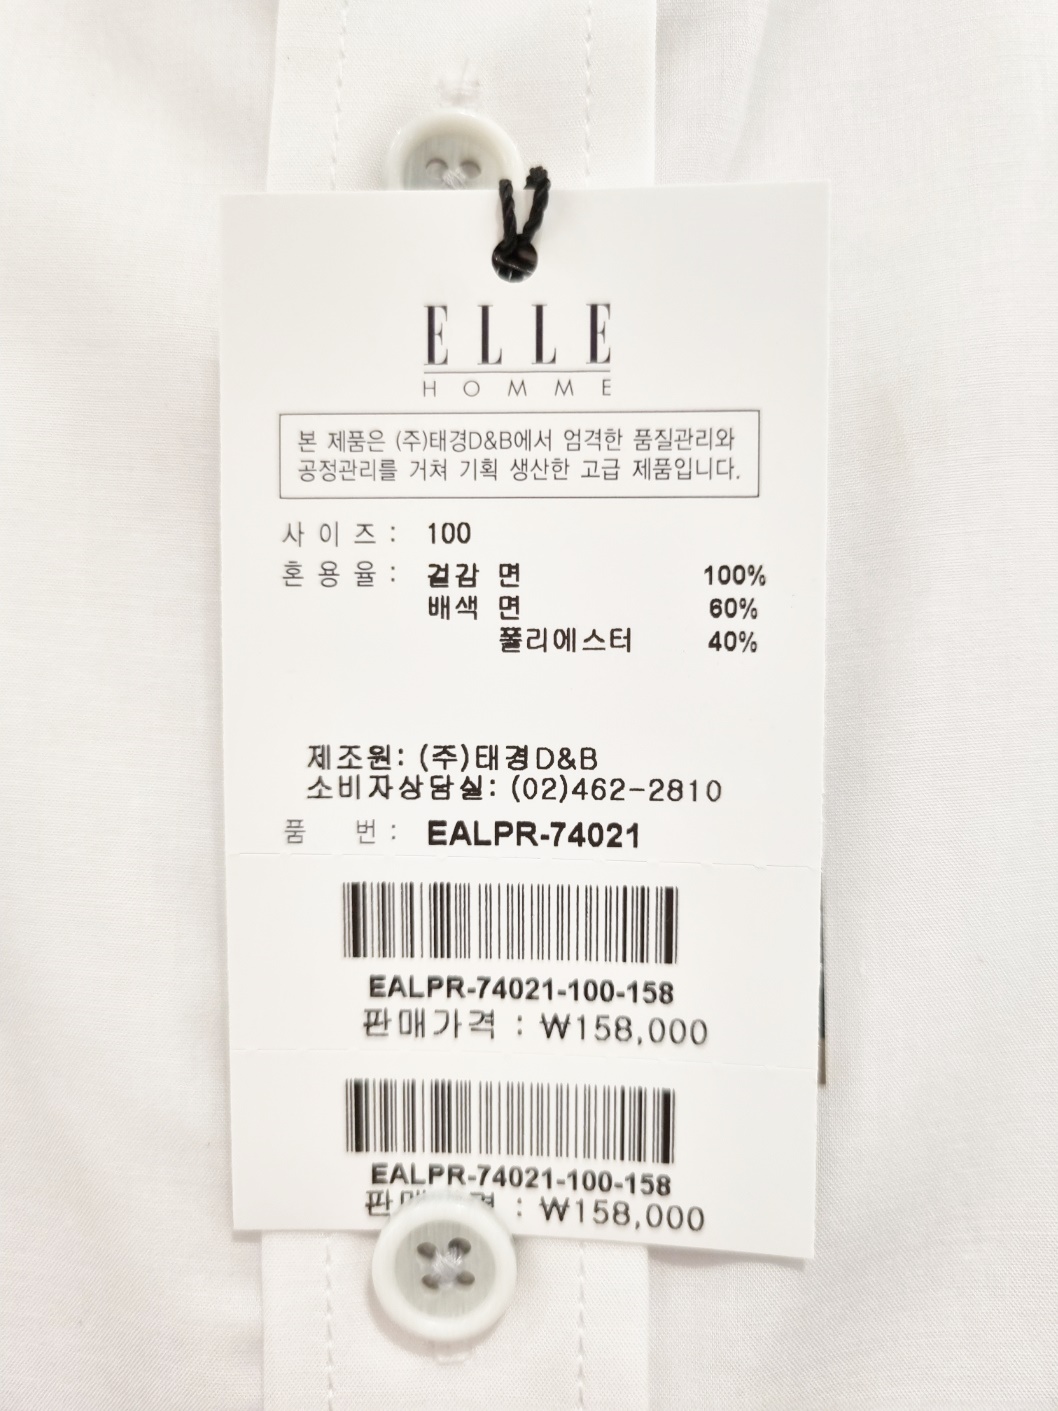 ELLE
HOMME
본 제품은 (주)태경D&B에서 엄격한 품질관리와
공정관리를 거쳐 기획 생산한 고급 제품입니다.
사이즈: 100
혼용율: 겉감 면 100%
배색 면 60%
폴리에스터 40%
제조원: (주)태경D&B
소비자상담실: (02)462-2810
품 번: EALPR-74021
EALPR-74021-100-158
판매가격 : ₩158,000
EALPR-74021-100-158
판매가격 : ₩158,000